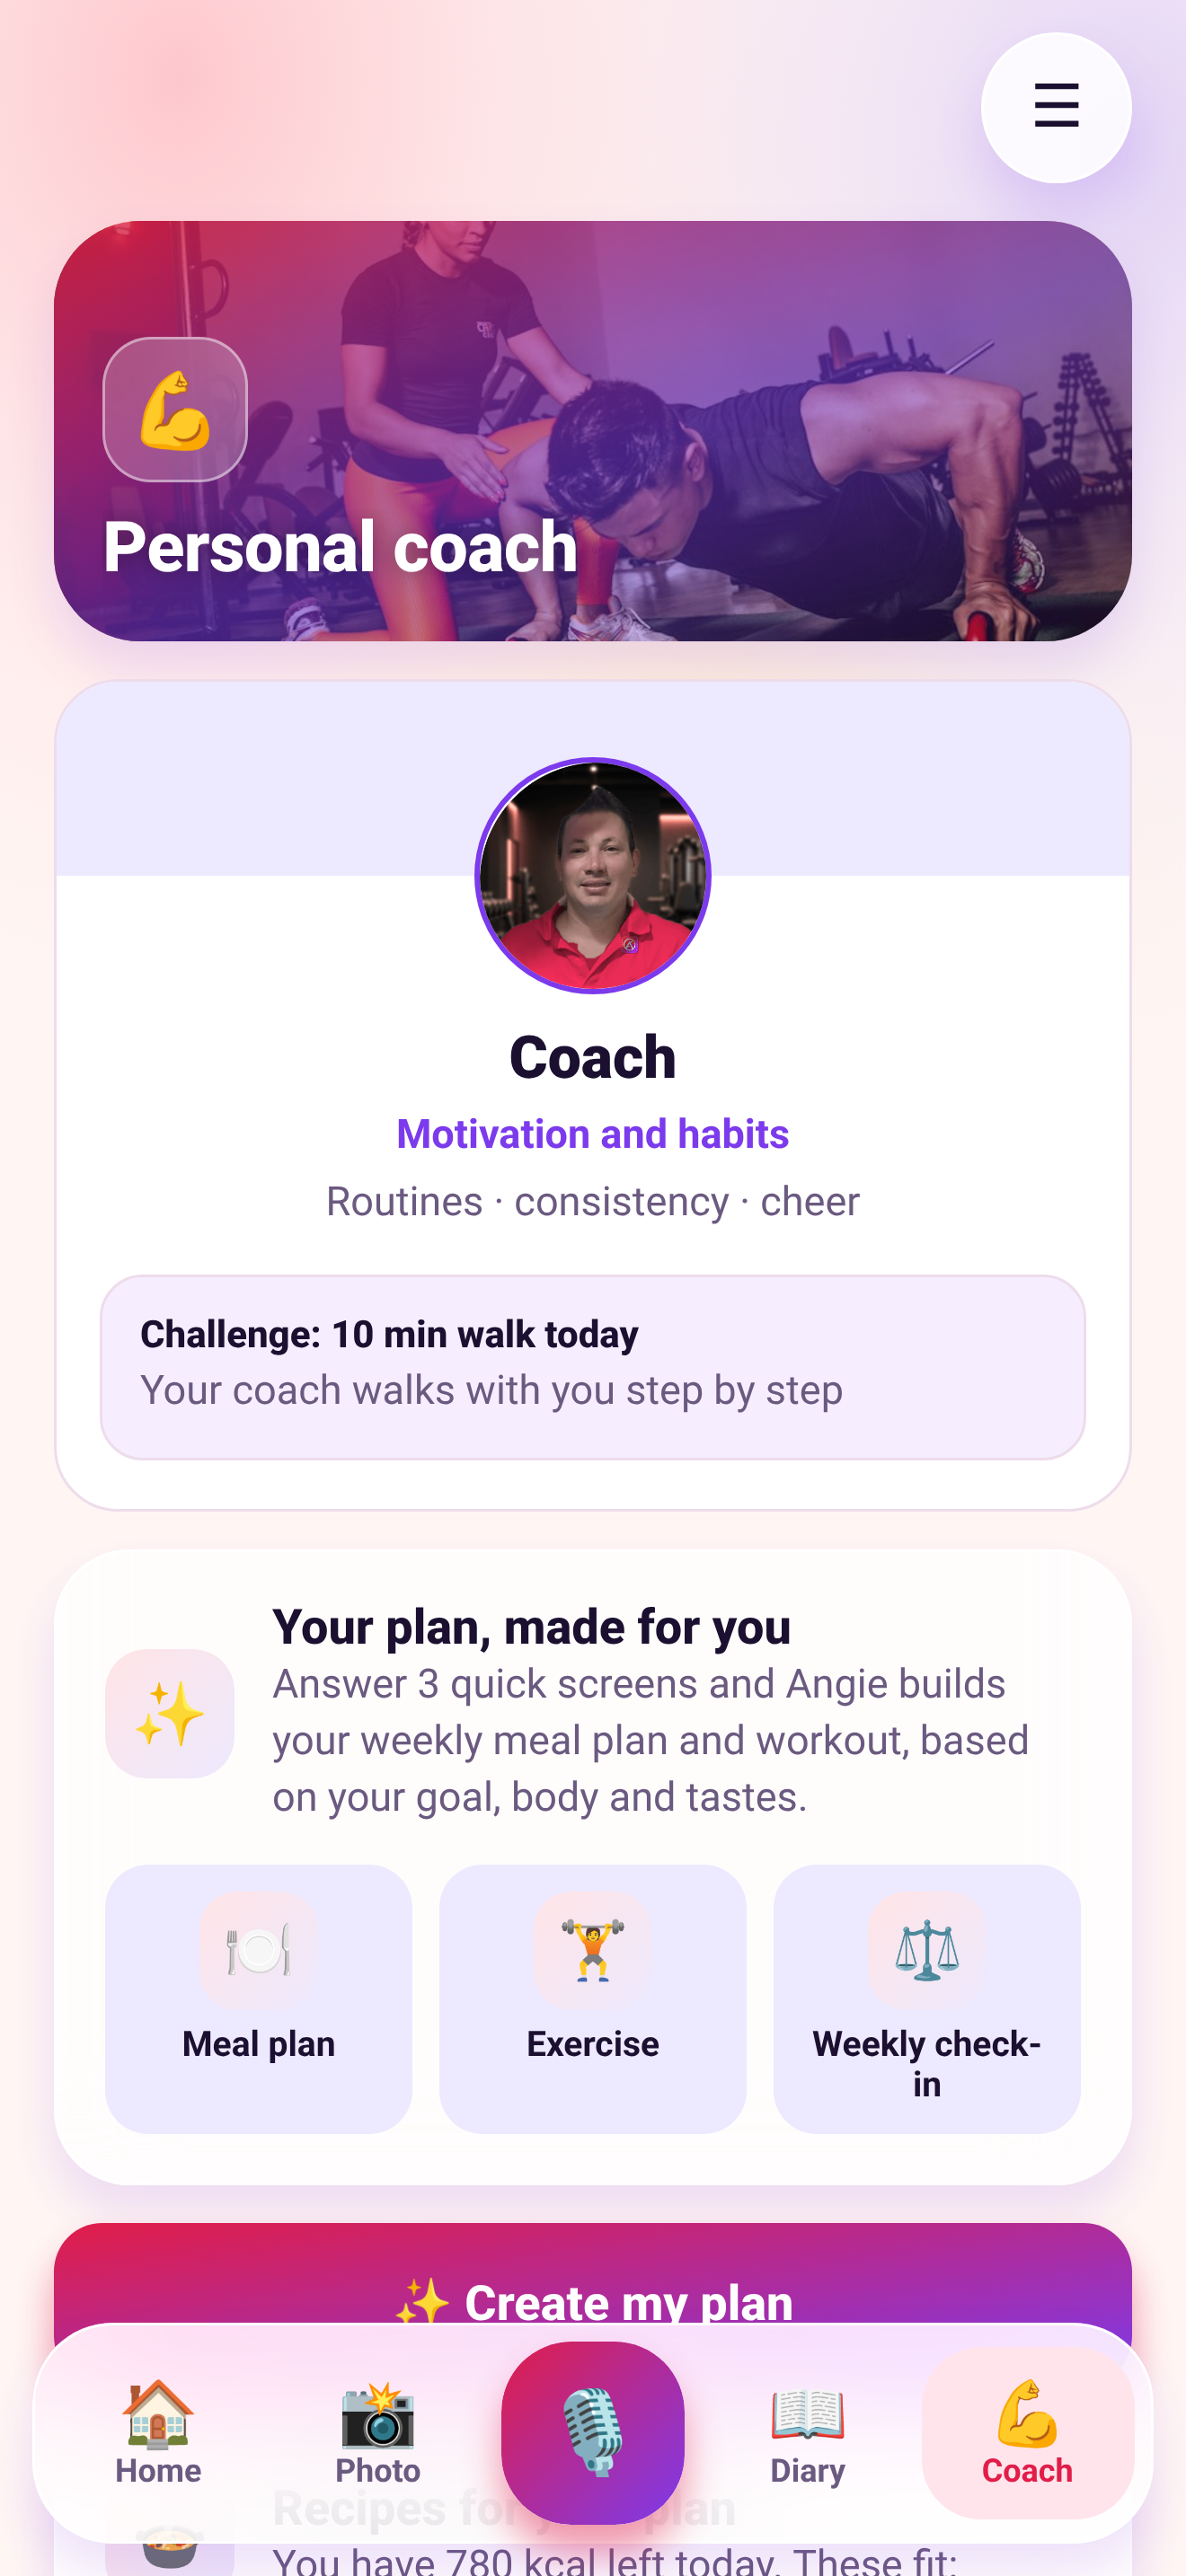 Personal coach
Coach
Motivation and habits
Routines · consistency · cheer
Challenge: 10 min walk today
Your coach walks with you step by step
Your plan, made for you
Answer 3 quick screens and Angie builds
your weekly meal plan and workout, based
on your goal, body and tastes.
Meal plan
Exercise
Weekly check-
in
✨ Create my plan
Home
Photo
Diary
Coach
Recipes for plan
You have 780 kcal left today. These fit: